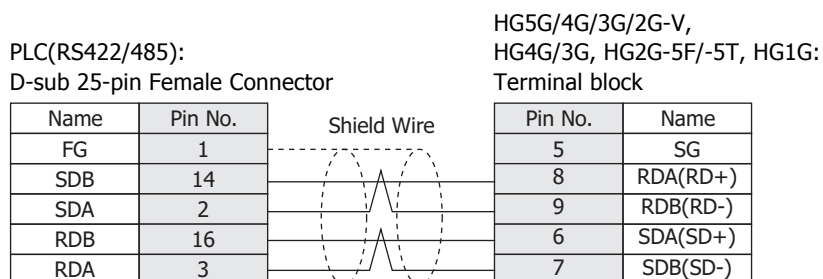 HG5G/4G/3G/2G-V,
PLC(RS422/485): HG4G/3G, HG2G-5F/-5T, HG1G:
D-sub 25-pin Female Connector Terminal block
Name Pin No. Shield Wire Pin No. Name
FG 1 5 SG
SDB 14 8 RDA(RD+)
SDA 2 9 RDB(RD-)
RDB 16 6 SDA(SD+)
RDA 3 7 SDB(SD-)